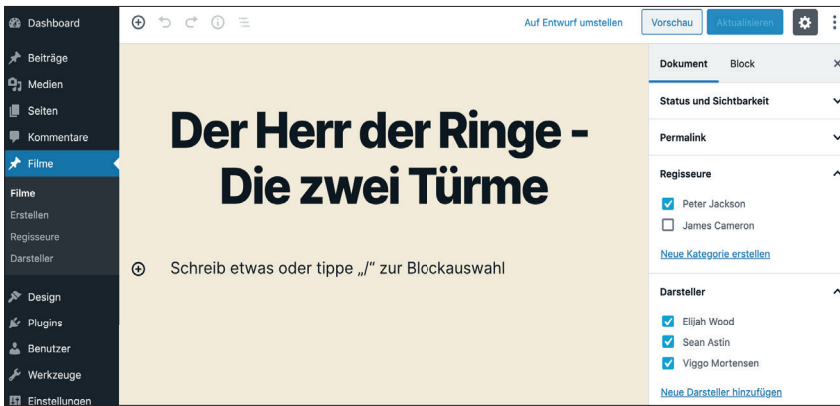 Dashboard
Beiträge
Medien
Seiten
Kommentare
Filme
Filme
Erstellen
Regisseure
Darsteller
Design
Plugins
Benutzer
Werkzeuge
Einstellungen
Auf Entwurf umstellen
Vorschau
Aktualisieren
Der Herr der Ringe -
Die zwei Türme
Schreib etwas oder tippe „/“ zur Blockauswahl
Dokument
Block
Status und Sichtbarkeit
Permalink
Regisseure
Peter Jackson
James Cameron
Neue Kategorie erstellen
Darsteller
Elijah Wood
Sean Astin
Viggo Mortensen
Neue Darsteller hinzufügen